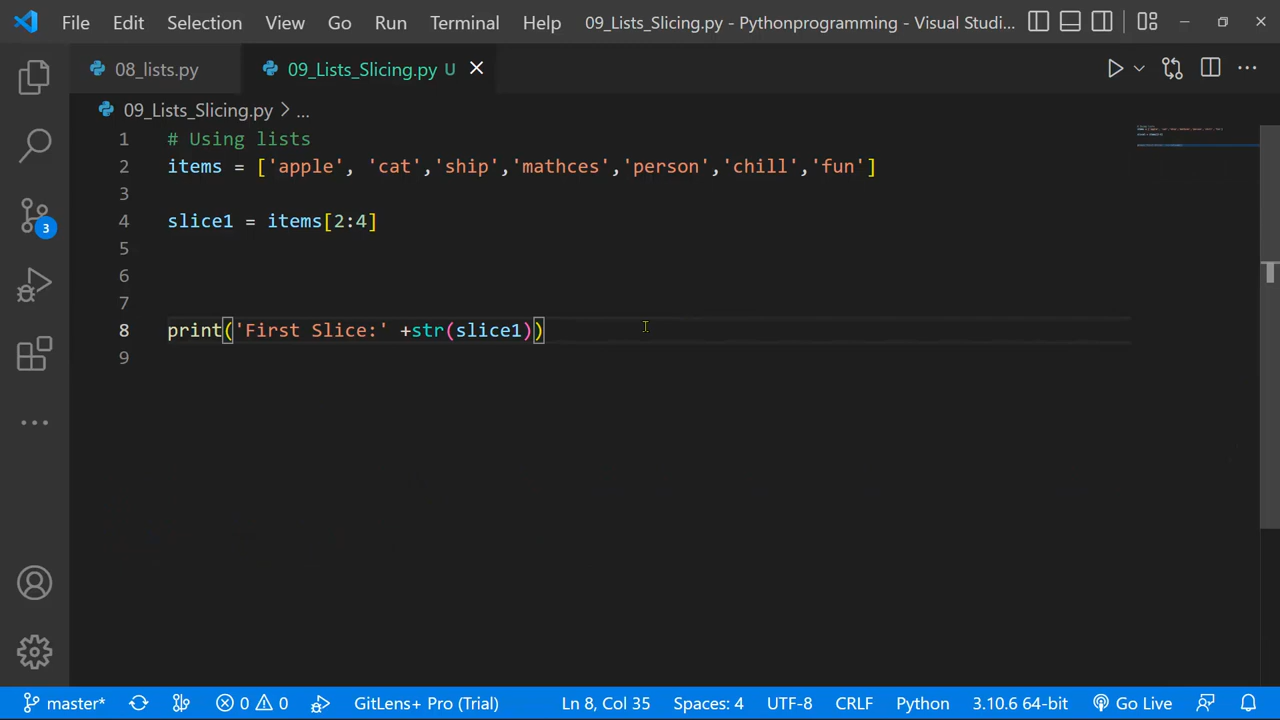 File Edit Selection View Go Run Terminal Help 09_Lists_Slicing.py - Pythonprogramming - Visual Studi...
08_lists.py 09_Lists_Slicing.py U
09_Lists_Slicing.py > ...
1 # Using lists
2 items = ['apple', 'cat','ship','mathces','person','chill','fun']
3
4 slice1 = items[2:4]
5
6
7
8 print('First Slice:' +str(slice1))
9
3
master* 0 0 GitLens+ Pro (Trial) Ln 8, Col 35 Spaces: 4 UTF-8 CRLF Python 3.10.6 64-bit Go Live